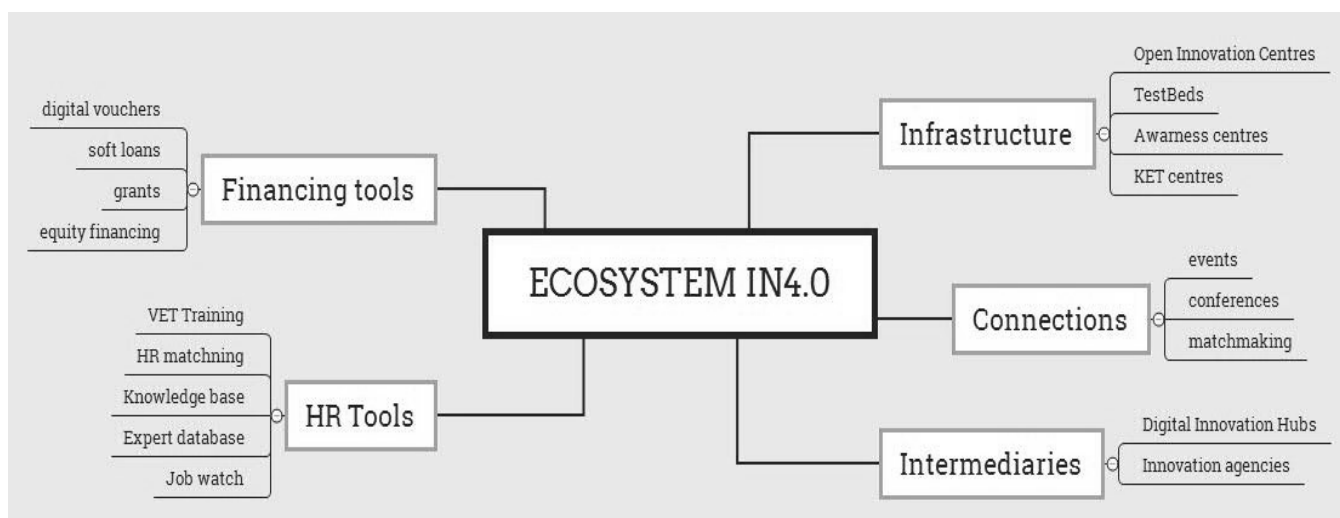 ECOSYSTEM IN4.0
Financing tools
digital vouchers
soft loans
grants
equity financing
HR Tools
VET Training
HR matchning
Knowledge base
Expert database
Job watch
Infrastructure
Open Innovation Centres
TestBeds
Awarness centres
KET centres
Connections
events
conferences
matchmaking
Intermediaries
Digital Innovation Hubs
Innovation agencies